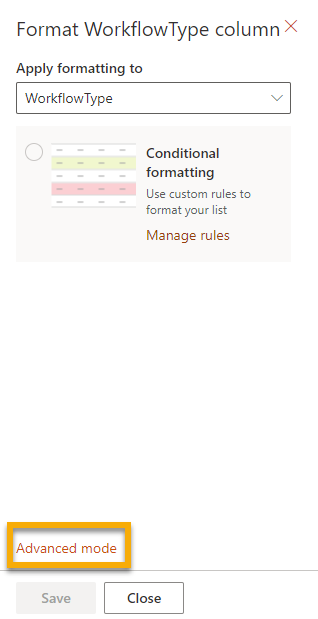 Format WorkflowType column
Apply formatting to
WorkflowType
Conditional
formatting
Use custom rules to
format your list
Manage rules
Advanced mode
Save
Close